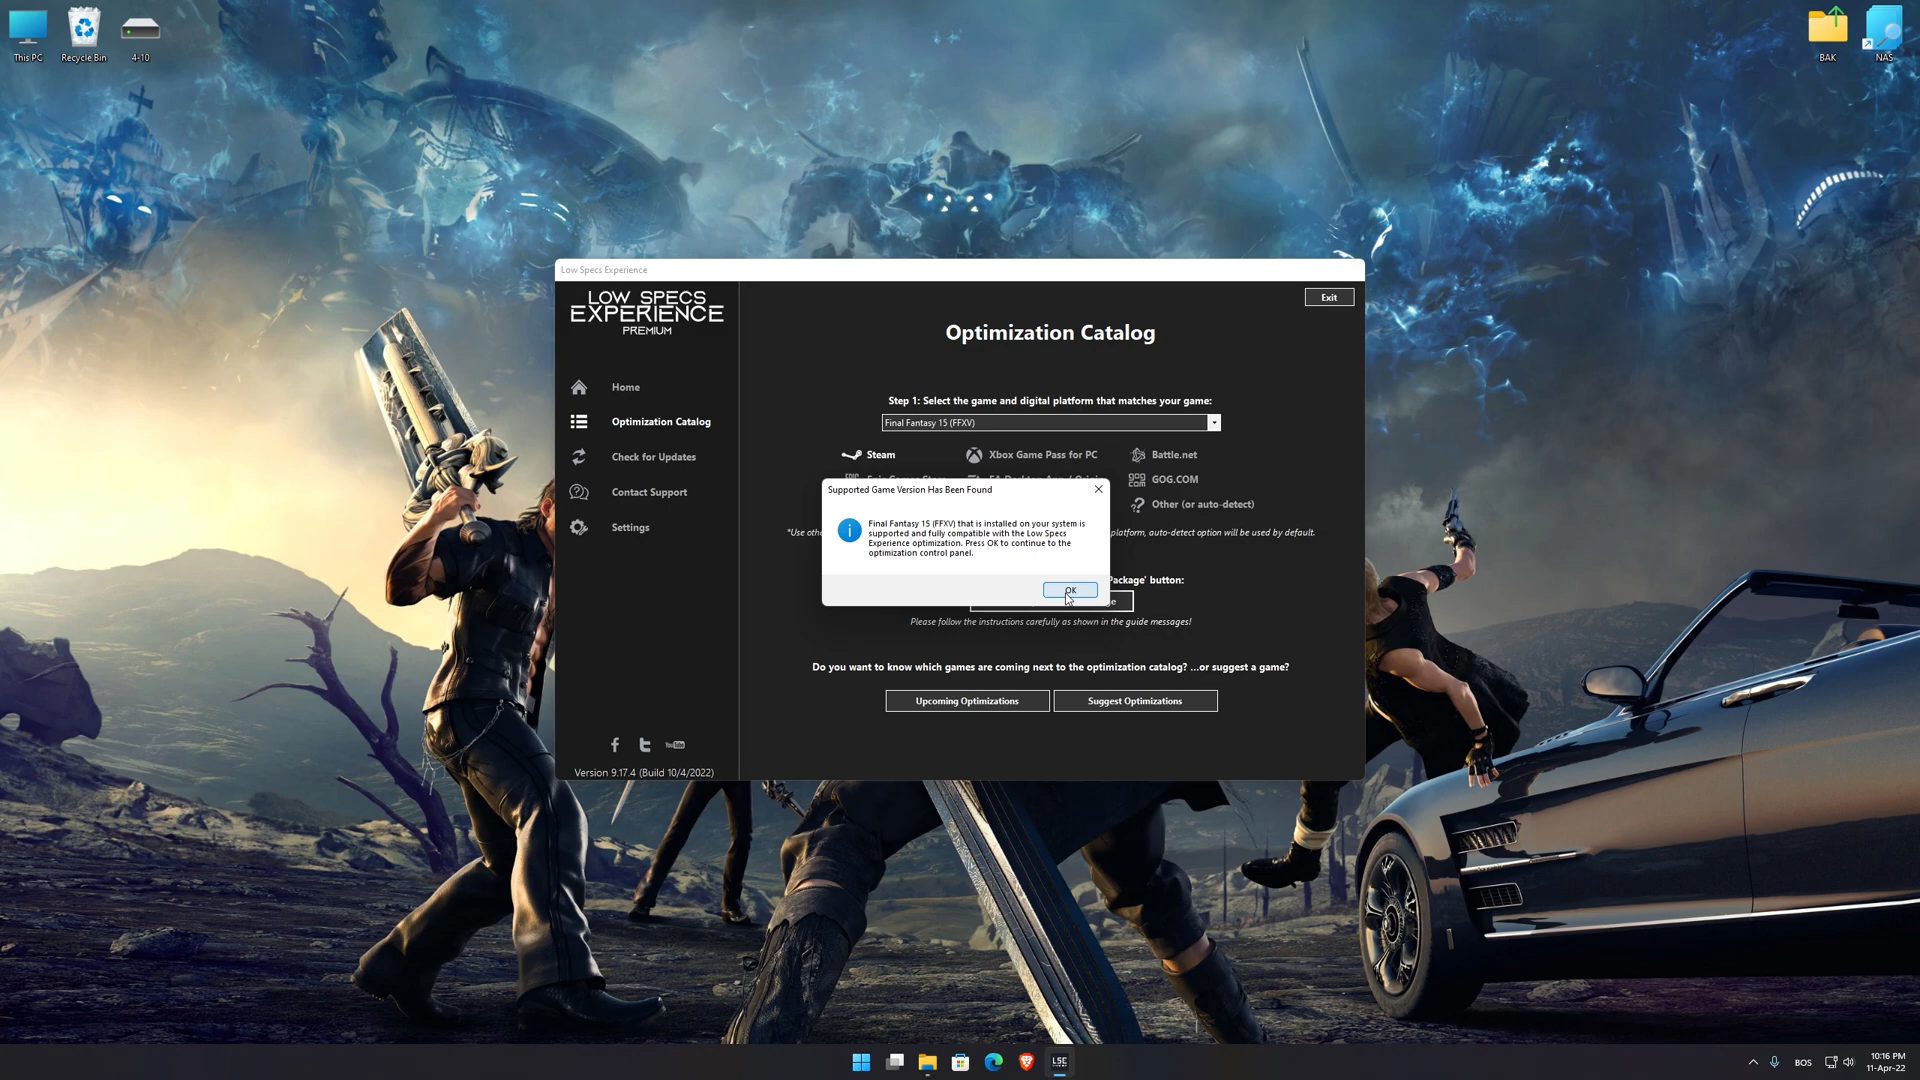 This PC
Recycle Bin
4-10
BAK
NAS
Low Specs Experience
LOW SPECS
EXPERIENCE
PREMIUM
Home
Optimization Catalog
Check for Updates
Contact Support
Settings
Version 9.17.4 (Build 10/4/2022)
Exit
Optimization Catalog
Step 1: Select the game and digital platform that matches your game:
Final Fantasy 15 (FFXV)
Steam
Xbox Game Pass for PC
Battle.net
GOG.COM
Other (or auto-detect)
*Use
platform, auto-detect option will be used by default.
Supported Game Version Has Been Found
Final Fantasy 15 (FFXV) that is installed on your system is
supported and fully compatible with the Low Specs
Experience optimization. Press OK to continue to the
optimization control panel.
OK
Package' button:
Please follow the instructions carefully as shown in the guide messages!
Do you want to know which games are coming next to the optimization catalog? ...or suggest a game?
Upcoming Optimizations
Suggest Optimizations
YouTube
LSE
BOS
10:16 PM
11-Apr-22